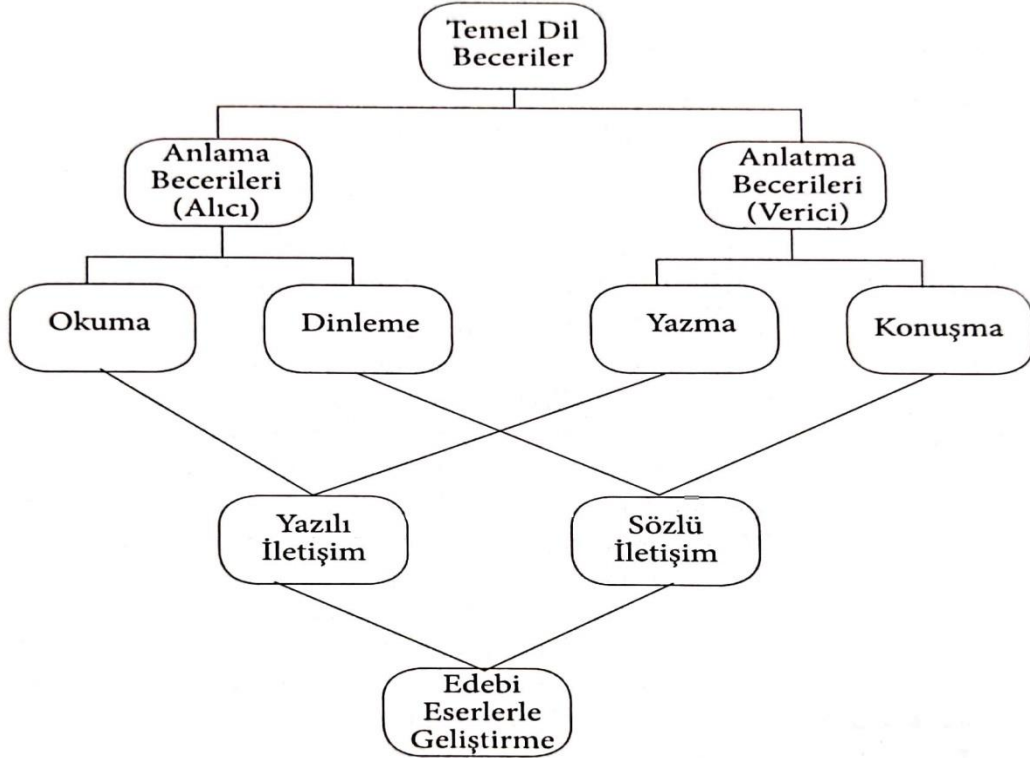 Temel Dil
Beceriler
Anlama
Becerileri
(Alıcı)
Anlatma
Becerileri
(Verici)
Okuma
Dinleme
Yazma
Konuşma
Yazılı
İletişim
Sözlü
İletişim
Edebi
Eserlerle
Geliştirme